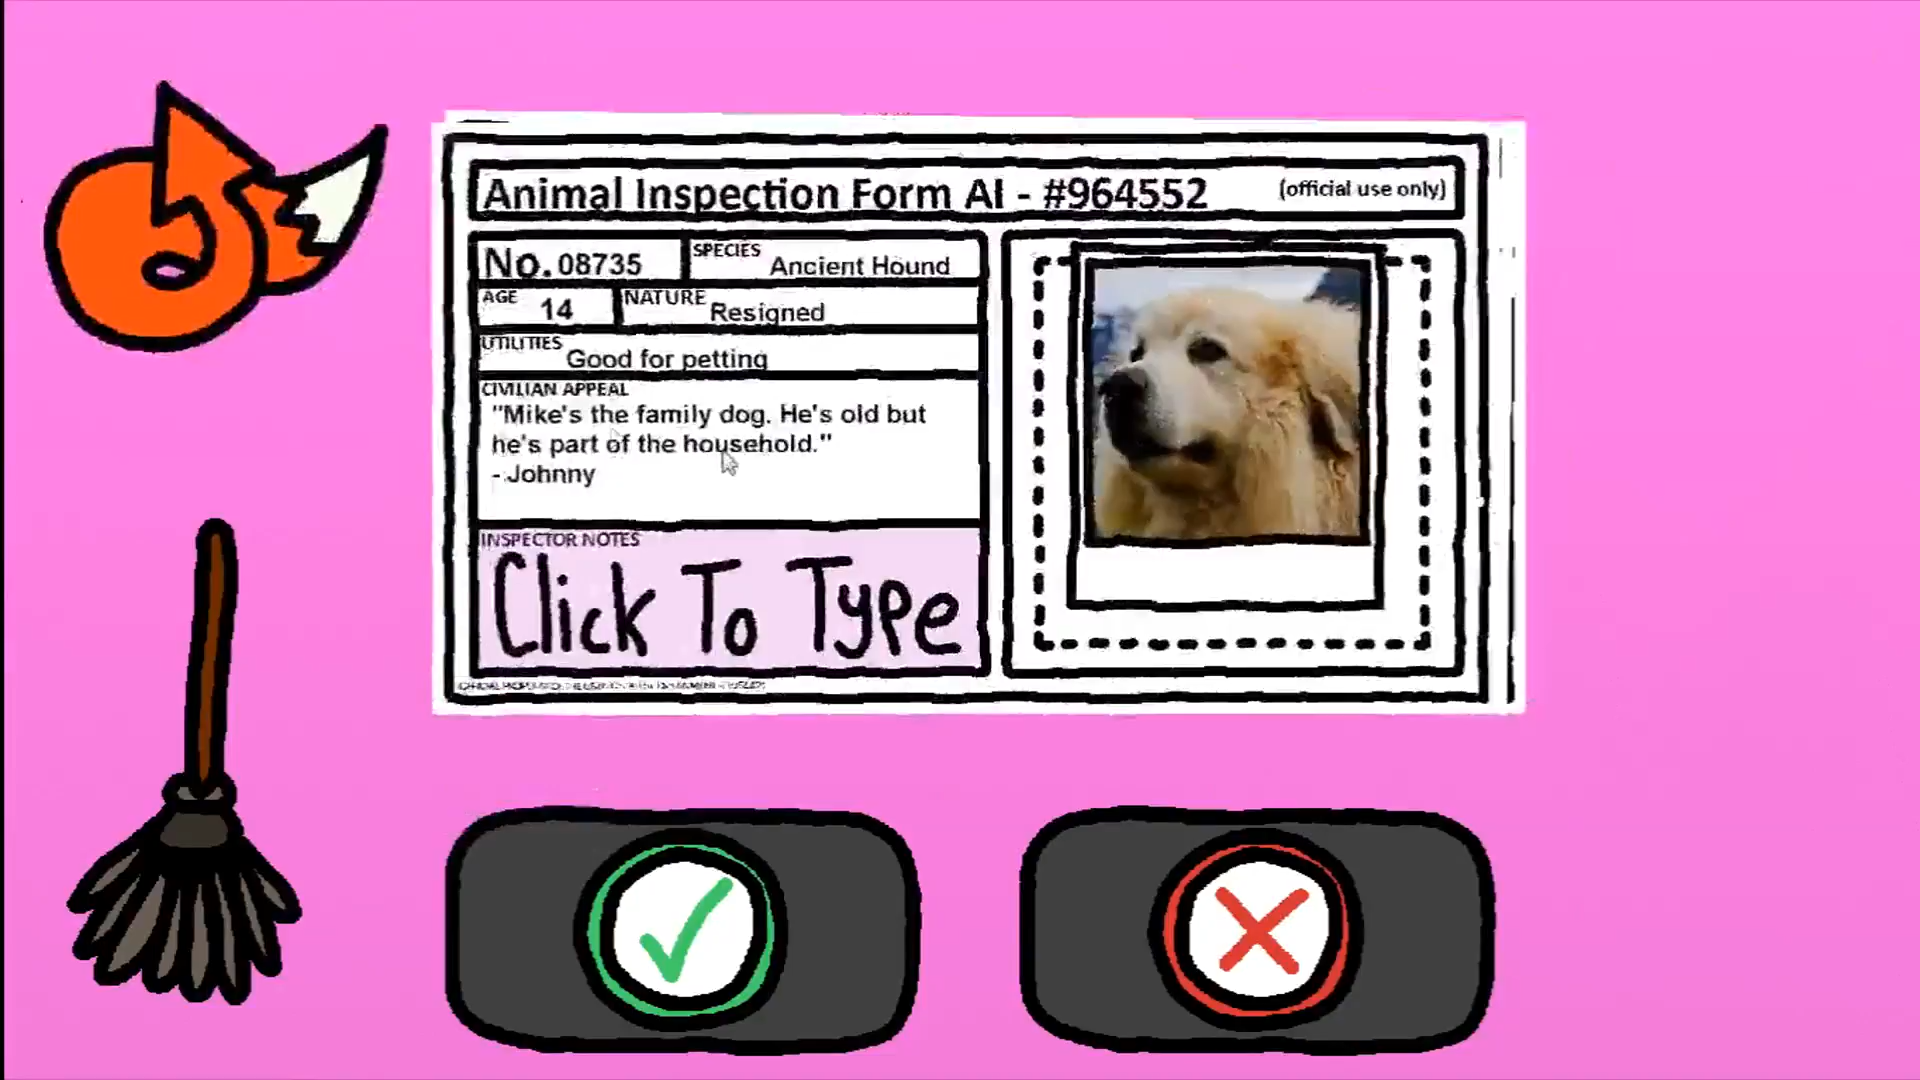 Animal Inspection Form AI - #964552
(official use only)
No. 08735
SPECIES
Ancient Hound
AGE
14
NATURE
Resigned
UTILITIES
Good for petting
CIVILIAN APPEAL
"Mike's the family dog. He's old but
he's part of the household."
- Johnny
INSPECTOR NOTES
Click To Type